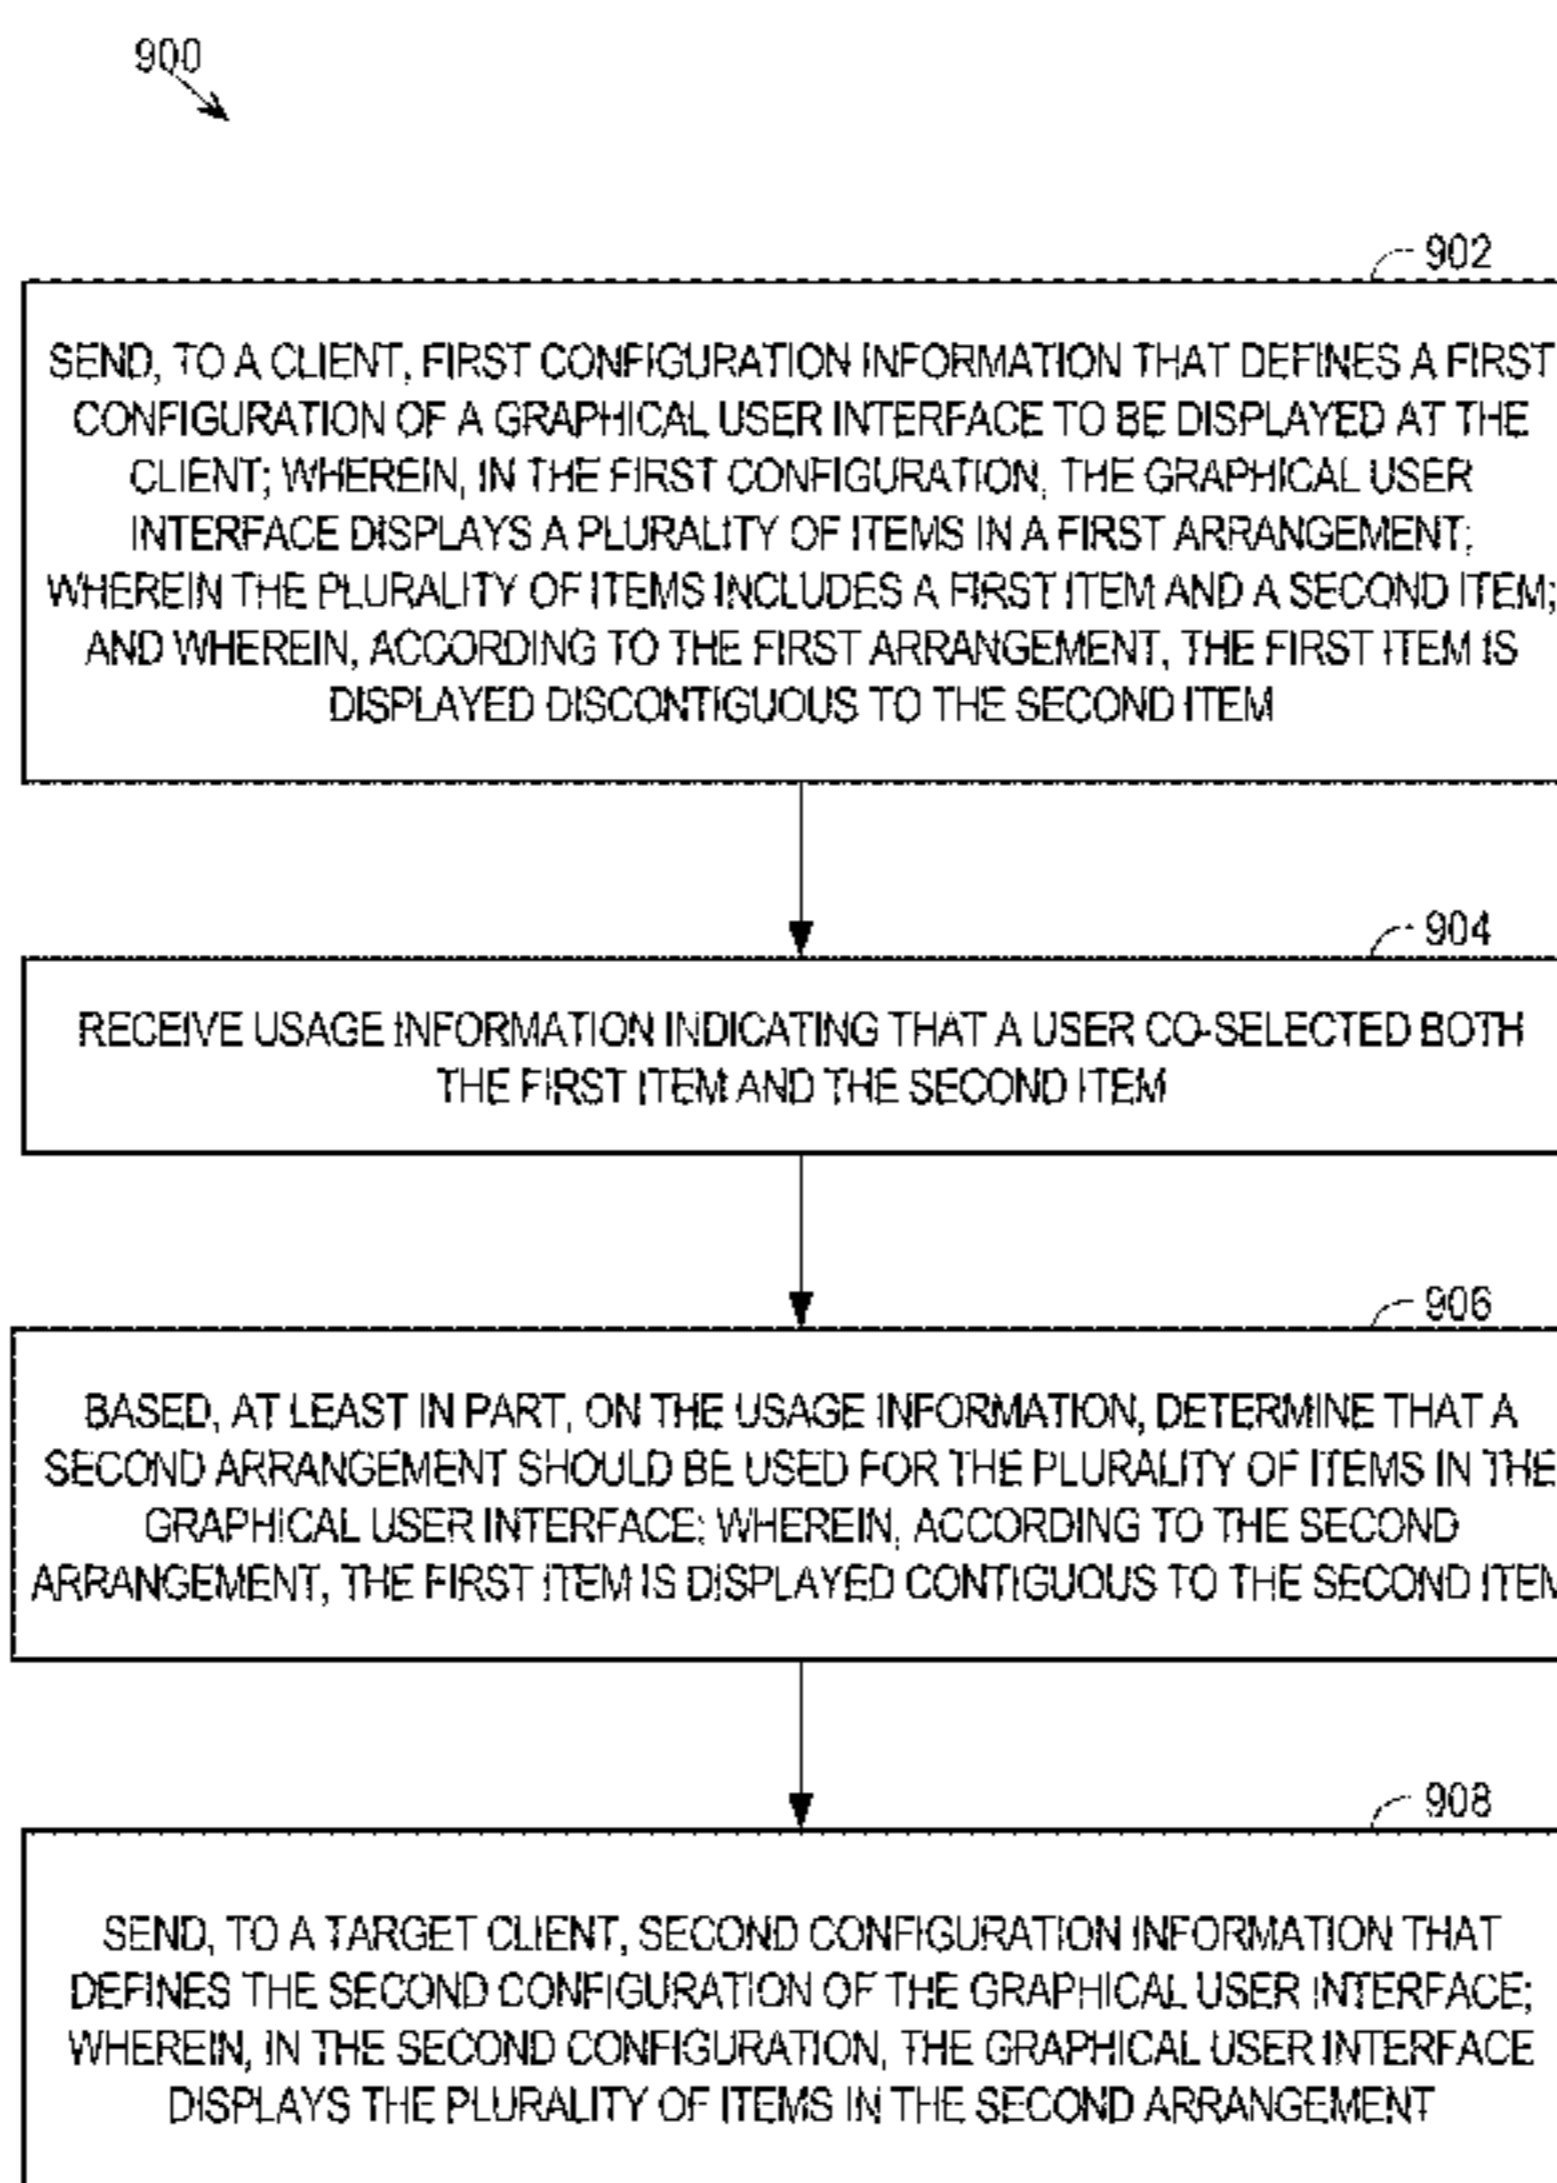 900
902
SEND, TO A CLIENT, FIRST CONFIGURATION INFORMATION THAT DEFINES A FIRST
CONFIGURATION OF A GRAPHICAL USER INTERFACE TO BE DISPLAYED AT THE
CLIENT; WHEREIN, IN THE FIRST CONFIGURATION, THE GRAPHICAL USER
INTERFACE DISPLAYS A PLURALITY OF ITEMS IN A FIRST ARRANGEMENT;
WHEREIN THE PLURALITY OF ITEMS INCLUDES A FIRST ITEM AND A SECOND ITEM;
AND WHEREIN, ACCORDING TO THE FIRST ARRANGEMENT, THE FIRST ITEM IS
DISPLAYED DISCONTIGUOUS TO THE SECOND ITEM
904
RECEIVE USAGE INFORMATION INDICATING THAT A USER CO-SELECTED BOTH
THE FIRST ITEM AND THE SECOND ITEM
906
BASED, AT LEAST IN PART, ON THE USAGE INFORMATION, DETERMINE THAT A
SECOND ARRANGEMENT SHOULD BE USED FOR THE PLURALITY OF ITEMS IN THE
GRAPHICAL USER INTERFACE; WHEREIN, ACCORDING TO THE SECOND
ARRANGEMENT, THE FIRST ITEM IS DISPLAYED CONTIGUOUS TO THE SECOND ITEM
908
SEND, TO A TARGET CLIENT, SECOND CONFIGURATION INFORMATION THAT
DEFINES THE SECOND CONFIGURATION OF THE GRAPHICAL USER INTERFACE;
WHEREIN, IN THE SECOND CONFIGURATION, THE GRAPHICAL USER INTERFACE
DISPLAYS THE PLURALITY OF ITEMS IN THE SECOND ARRANGEMENT